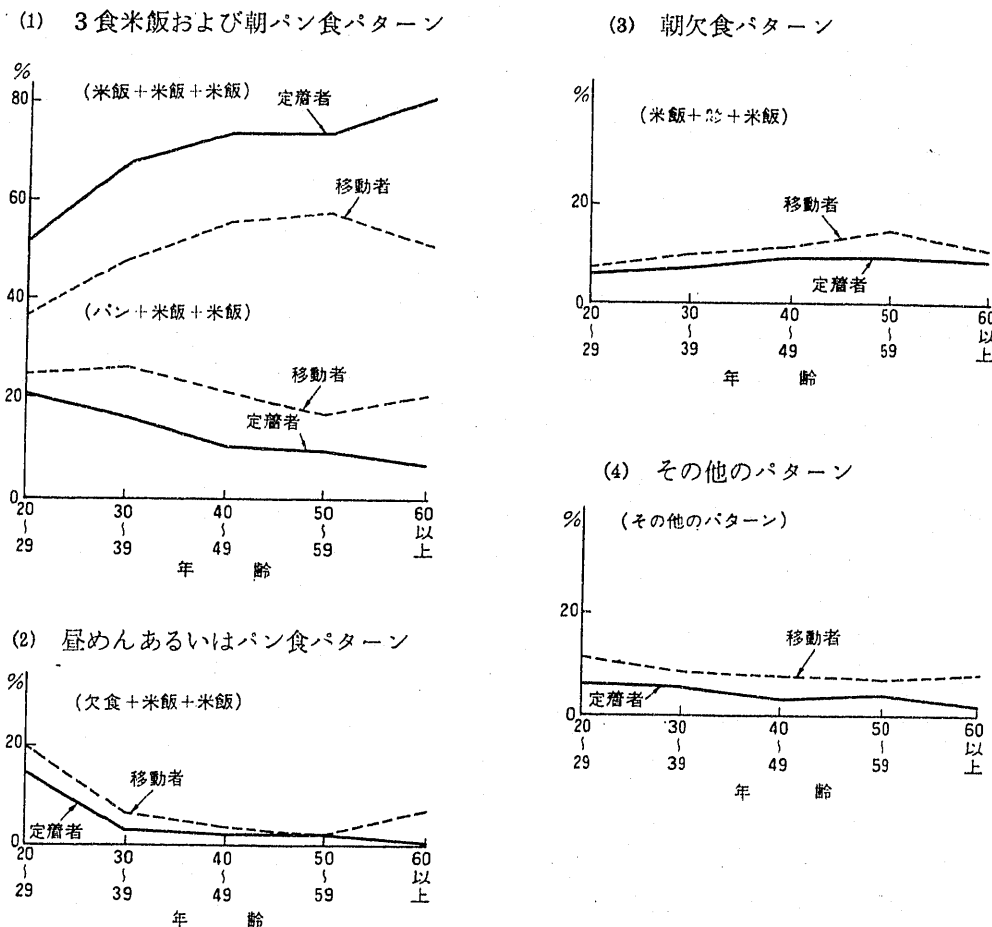 (1) 3食米飯および朝パン食パターン
%
80
60
40
20
0
(米飯+米飯+米飯)
定着者
移動者
(パン+米飯+米飯)
移動者
定着者
20〜29
30〜39
40〜49
50〜59
60以上
年齢
(2) 昼めんあるいはパン食パターン
%
20
0
(欠食+米飯+米飯)
移動者
定着者
20〜29
30〜39
40〜49
50〜59
60以上
年齢
(3) 朝欠食パターン
%
20
0
(米飯+ +米飯)
移動者
定着者
20〜29
30〜39
40〜49
50〜59
60以上
年齢
(4) その他のパターン
%
20
0
(その他のパターン)
移動者
定着者
20〜29
30〜39
40〜49
50〜59
60以上
年齢